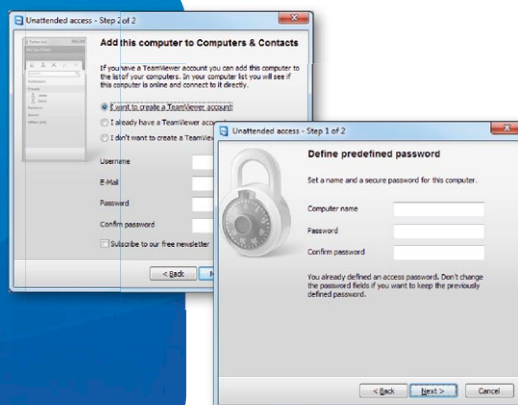 Unattended access - Step 2 of 2
Add this computer to Computers & Contacts
If you have a TeamViewer account you can add this computer to
the list of your computers. In your computer list you will see if
this computer is online and connect to it directly.
I want to create a TeamViewer account
I already have a TeamViewer
I don't want to create a
Username
E-Mail
Password
Confirm password
Subscribe to our free newsletter
< Back
Unattended access - Step 1 of 2
Define predefined password
Set a name and a secure password for this computer.
Computer name
Password
Confirm password
You already defined an access password. Don't change
the password fields if you want to keep the previously
defined password.
< Back Next > Cancel